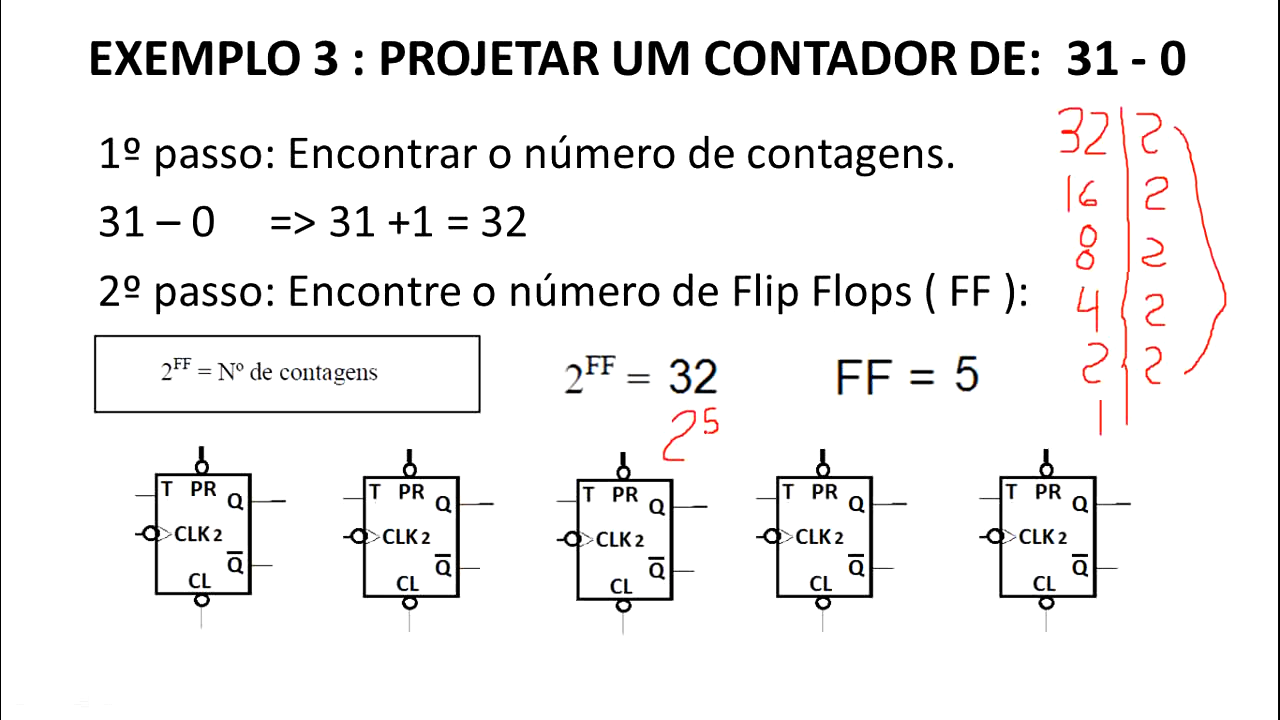 EXEMPLO 3 : PROJETAR UM CONTADOR DE: 31 - 0
1º passo: Encontrar o número de contagens.
31 – 0 => 31 +1 = 32
2º passo: Encontre o número de Flip Flops ( FF ):
32 | 2
16 | 2
8 | 2
4 | 2
2 | 2
1 |
2^FF = Nº de contagens
2^FF = 32
2^5
FF = 5
T PR Q
CLK 2
Q̅
CL
T PR Q
CLK 2
Q̅
CL
T PR Q
CLK 2
Q̅
CL
T PR Q
CLK 2
Q̅
CL
T PR Q
CLK 2
Q̅
CL